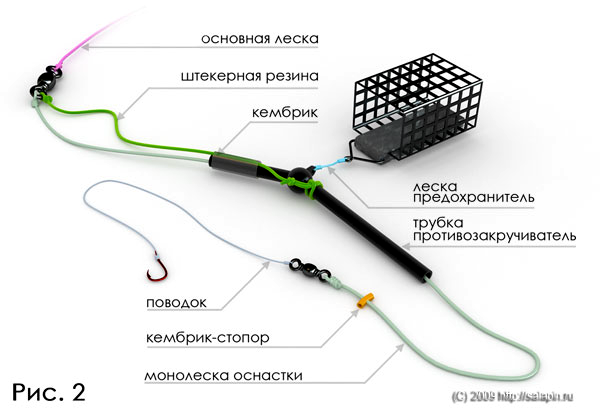 основная леска
штекерная резина
кембрик
леска
предохранитель
трубка
противозакручиватель
поводок
кембрик-стопор
монолеска оснастки
Рис. 2
(C) 2009 http://salapin.ru